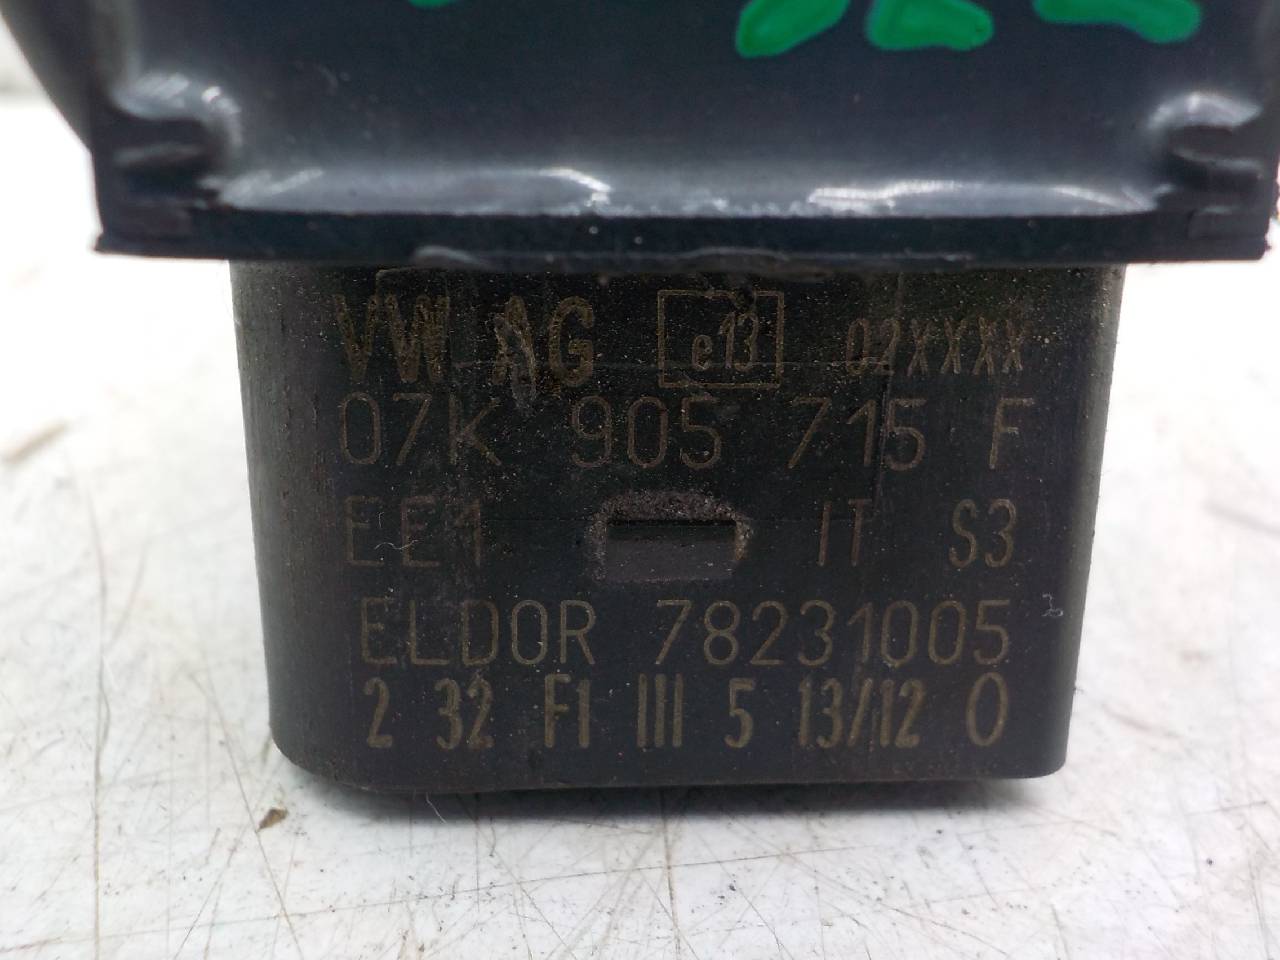 VW AG e13 02XXXX
07K 905 715 F
EE1 IT S3
ELDOR 78231005
2 32 F1 III 5 13/12 0